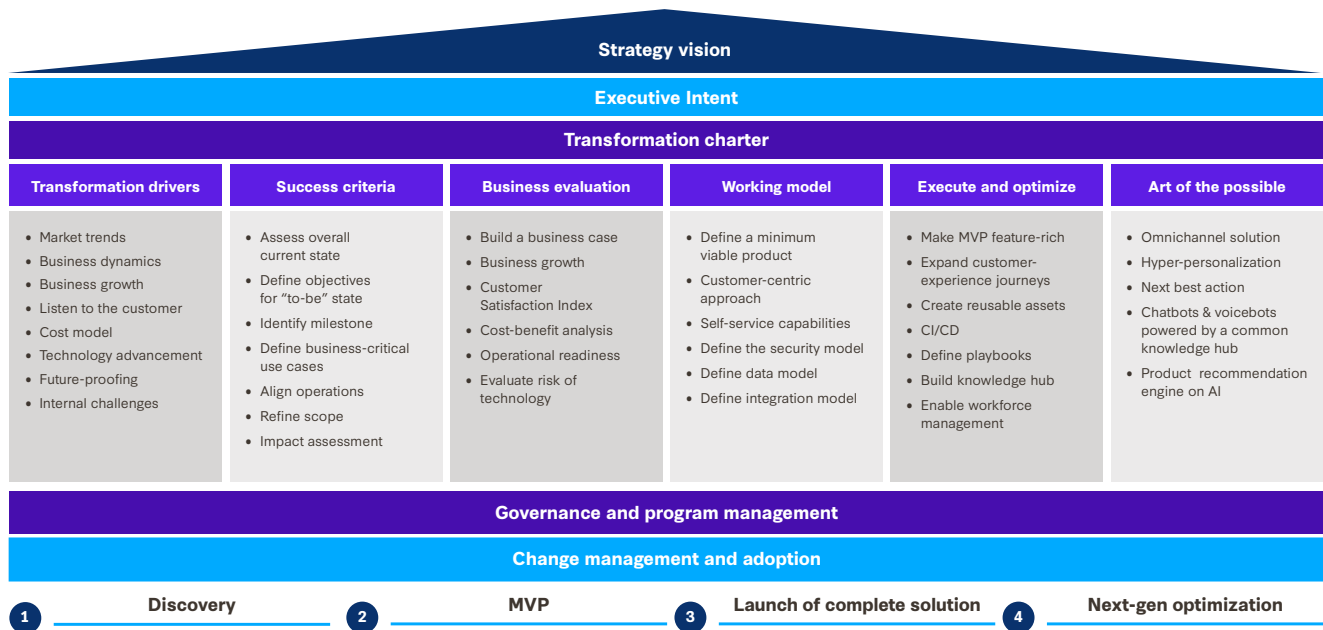 Strategy vision
Executive Intent
Transformation charter
Transformation drivers
• Market trends
• Business dynamics
• Business growth
• Listen to the customer
• Cost model
• Technology advancement
• Future-proofing
• Internal challenges
Success criteria
• Assess overall
current state
• Define objectives
for “to-be” state
• Identify milestone
• Define business-critical
use cases
• Align operations
• Refine scope
• Impact assessment
Business evaluation
• Build a business case
• Business growth
• Customer
Satisfaction Index
• Cost-benefit analysis
• Operational readiness
• Evaluate risk of
technology
Working model
• Define a minimum
viable product
• Customer-centric
approach
• Self-service capabilities
• Define the security model
• Define data model
• Define integration model
Execute and optimize
• Make MVP feature-rich
• Expand customer-
experience journeys
• Create reusable assets
• CI/CD
• Define playbooks
• Build knowledge hub
• Enable workforce
management
Art of the possible
• Omnichannel solution
• Hyper-personalization
• Next best action
• Chatbots & voicebots
powered by a common
knowledge hub
• Product recommendation
engine on AI
Governance and program management
Change management and adoption
1 Discovery
2 MVP
3 Launch of complete solution
4 Next-gen optimization